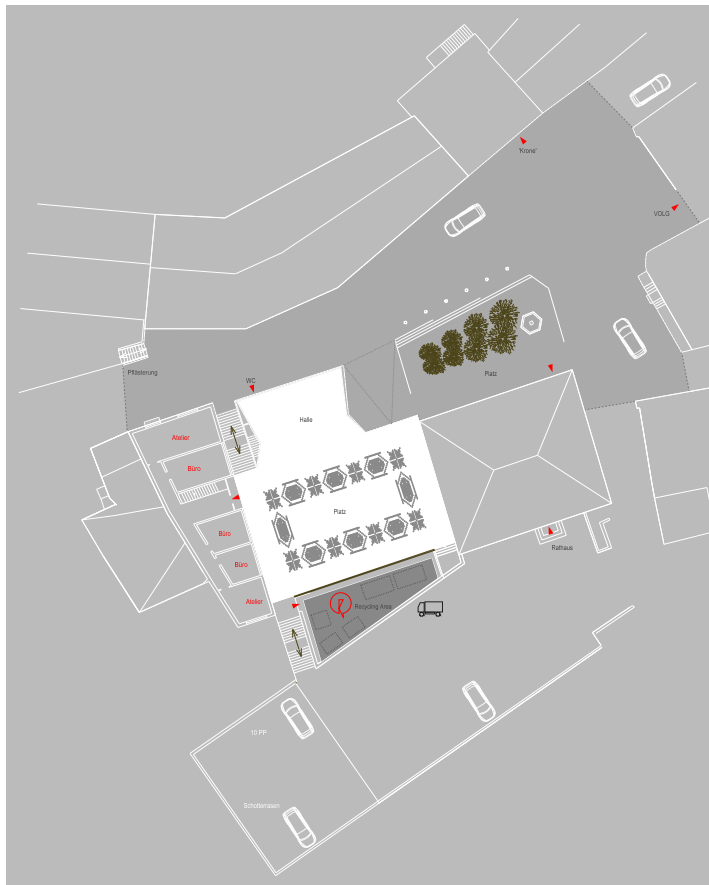 'Krone'
VOLG
Pflästerung
WC
Platz
Halle
Atelier
Büro
Platz
Büro
Rathaus
Büro
Atelier
Recycling Area
10 PP
Schotterrasen